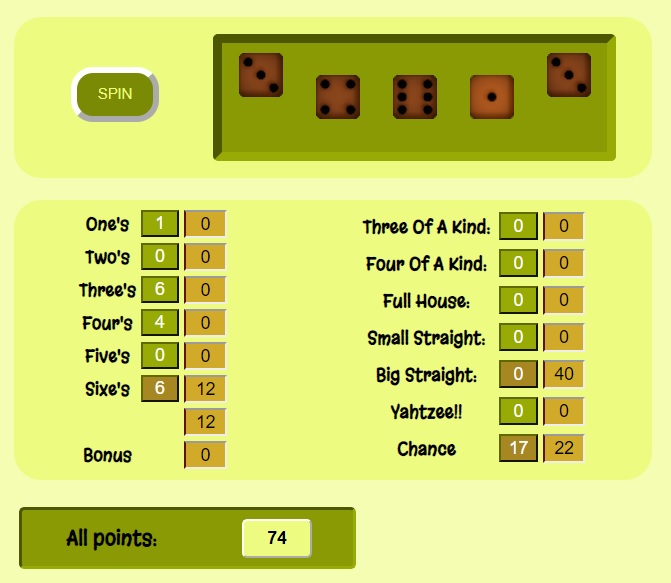 SPIN
One's 1 0
Two's 0 0
Three's 6 0
Four's 4 0
Five's 0 0
Sixe's 6 12
12
Bonus 0
Three Of A Kind: 0 0
Four Of A Kind: 0 0
Full House: 0 0
Small Straight: 0 0
Big Straight: 0 40
Yahtzee!! 0 0
Chance 17 22
All points: 74